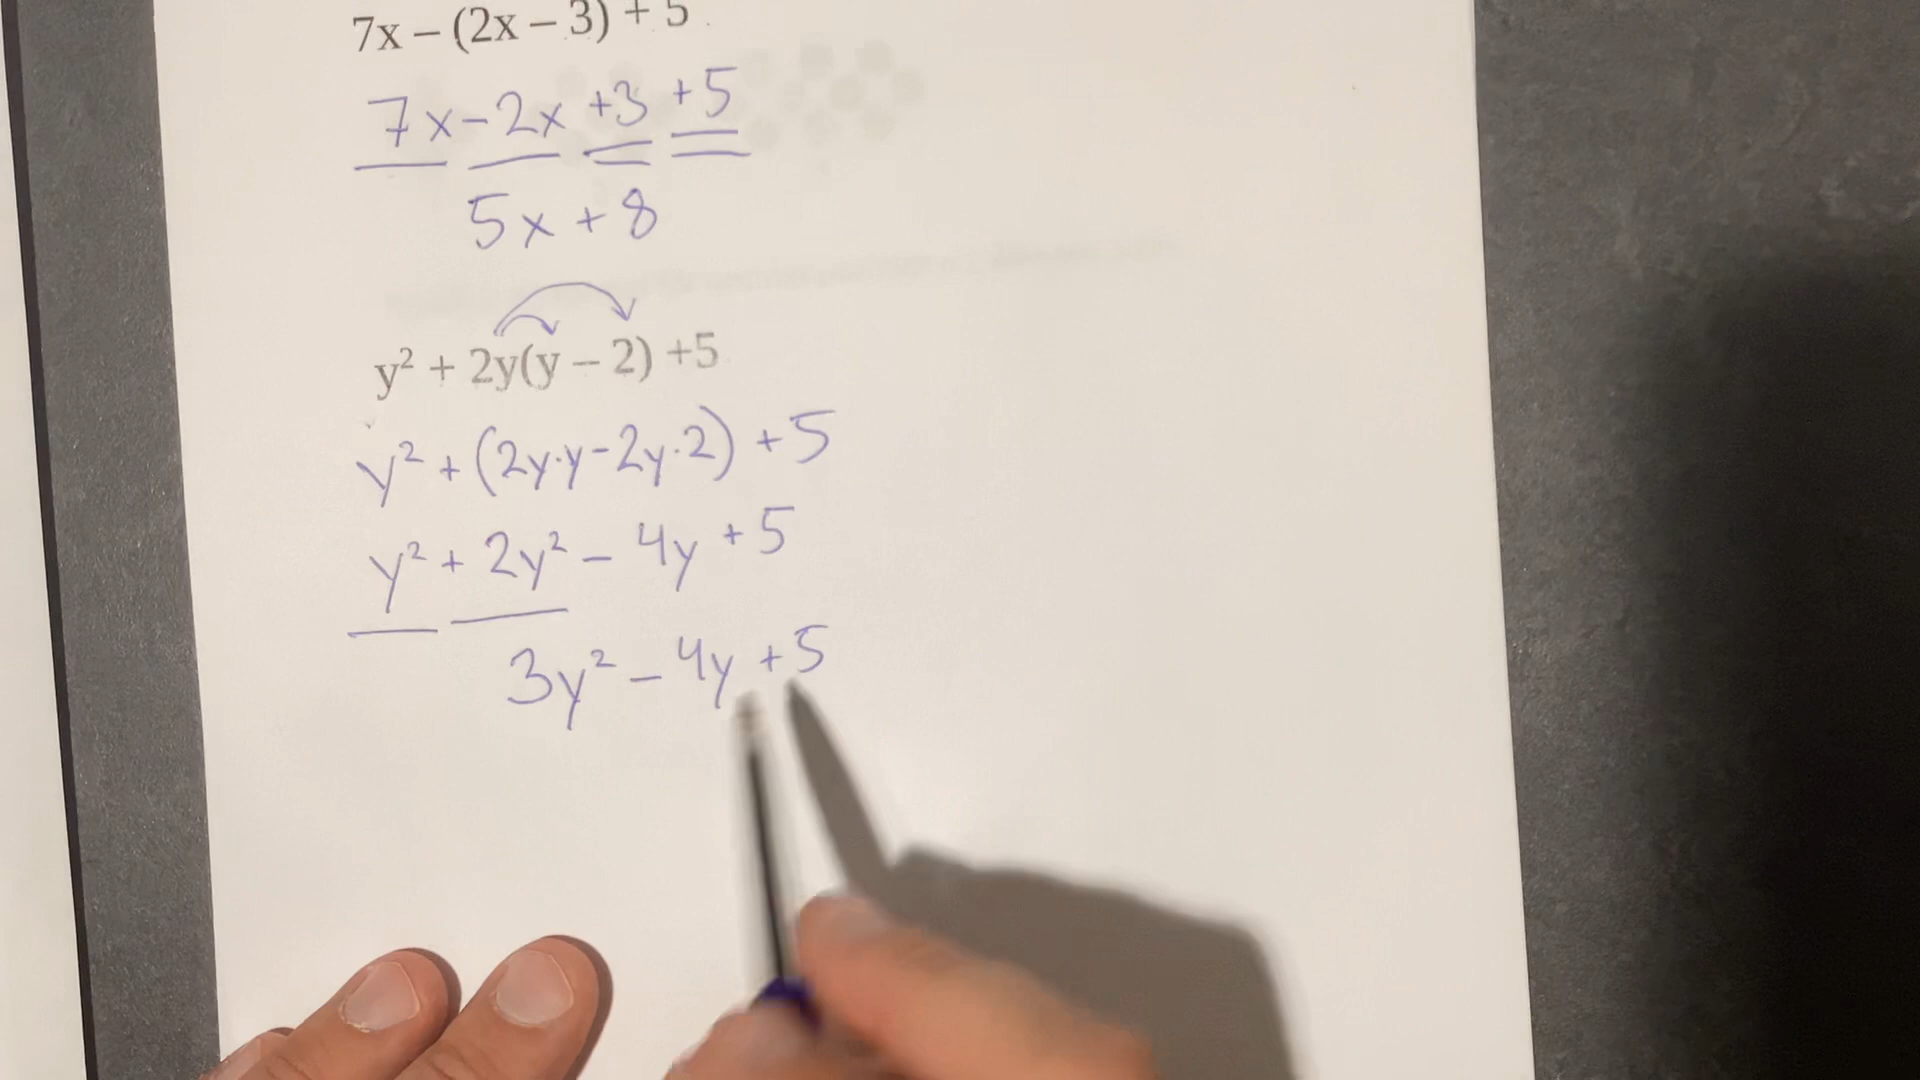 7x – (2x – 3) + 5
7x - 2x + 3 + 5
5x + 8
y² + 2y(y – 2) +5
y² + (2y·y - 2y·2) + 5
y² + 2y² - 4y + 5
3y² - 4y + 5